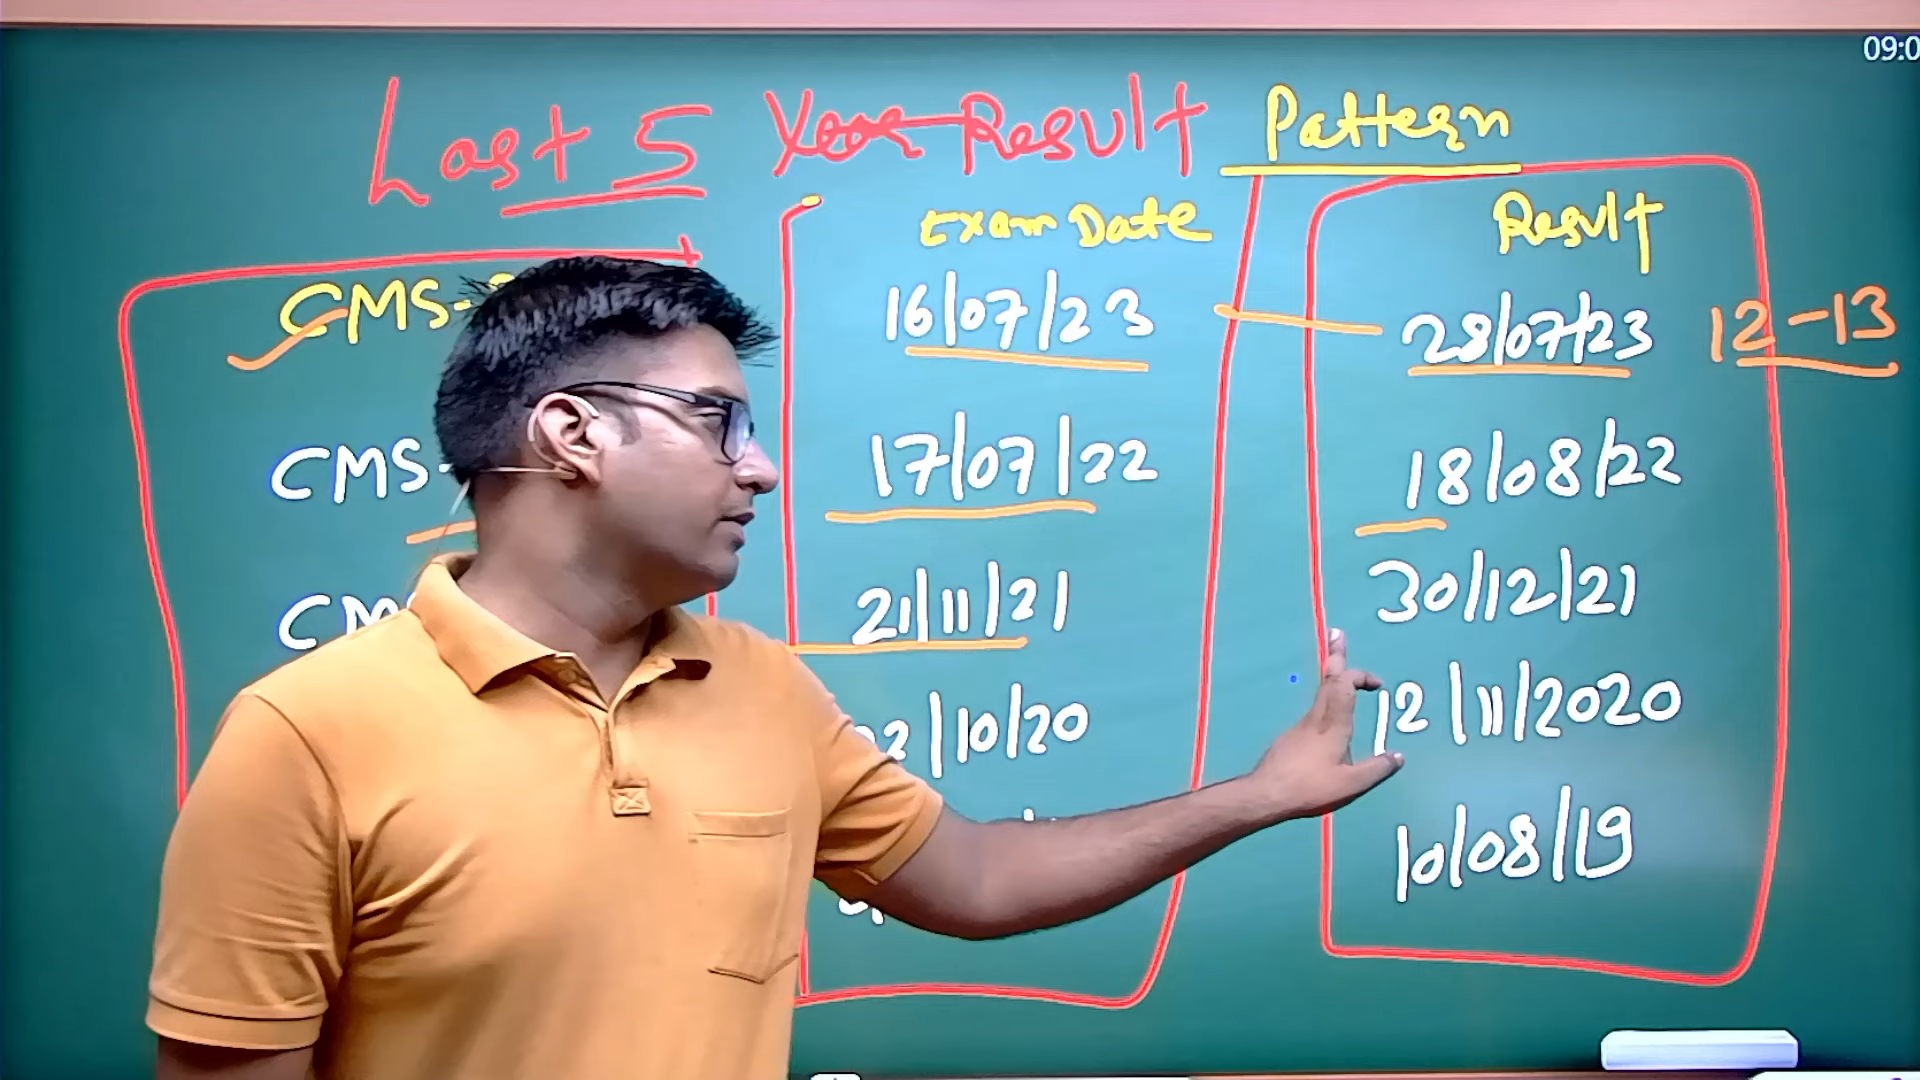 09:0
Last 5 Year Result Pattern
Exam Date Result
CMS- 16/07/23 28/07/23 12-13
CMS- 17/07/22 18/08/22
21/11/21 30/12/21
/10/20 12/11/2020
10/08/19